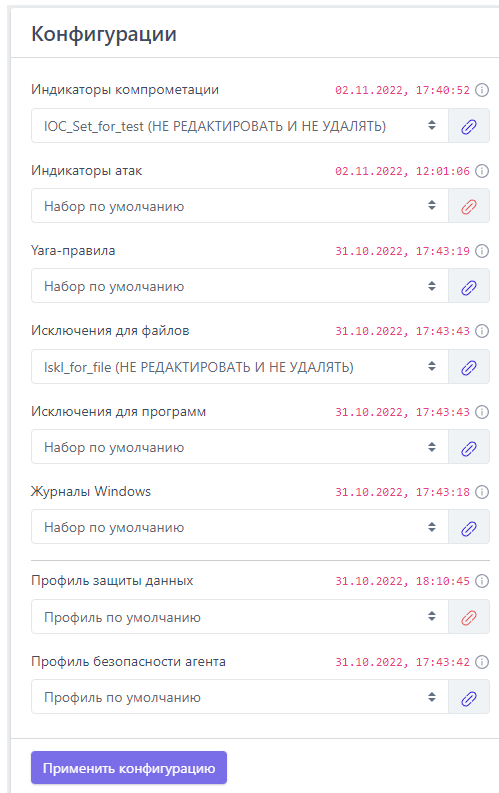 Конфигурации
Индикаторы компрометации 02.11.2022, 17:40:52
IOC_Set_for_test (НЕ РЕДАКТИРОВАТЬ И НЕ УДАЛЯТЬ)
Индикаторы атак 02.11.2022, 12:01:06
Набор по умолчанию
Yara-правила 31.10.2022, 17:43:19
Набор по умолчанию
Исключения для файлов 31.10.2022, 17:43:43
Iskl_for_file (НЕ РЕДАКТИРОВАТЬ И НЕ УДАЛЯТЬ)
Исключения для программ 31.10.2022, 17:43:43
Набор по умолчанию
Журналы Windows 31.10.2022, 17:43:18
Набор по умолчанию
Профиль защиты данных 31.10.2022, 18:10:45
Профиль по умолчанию
Профиль безопасности агента 31.10.2022, 17:43:42
Профиль по умолчанию
Применить конфигурацию